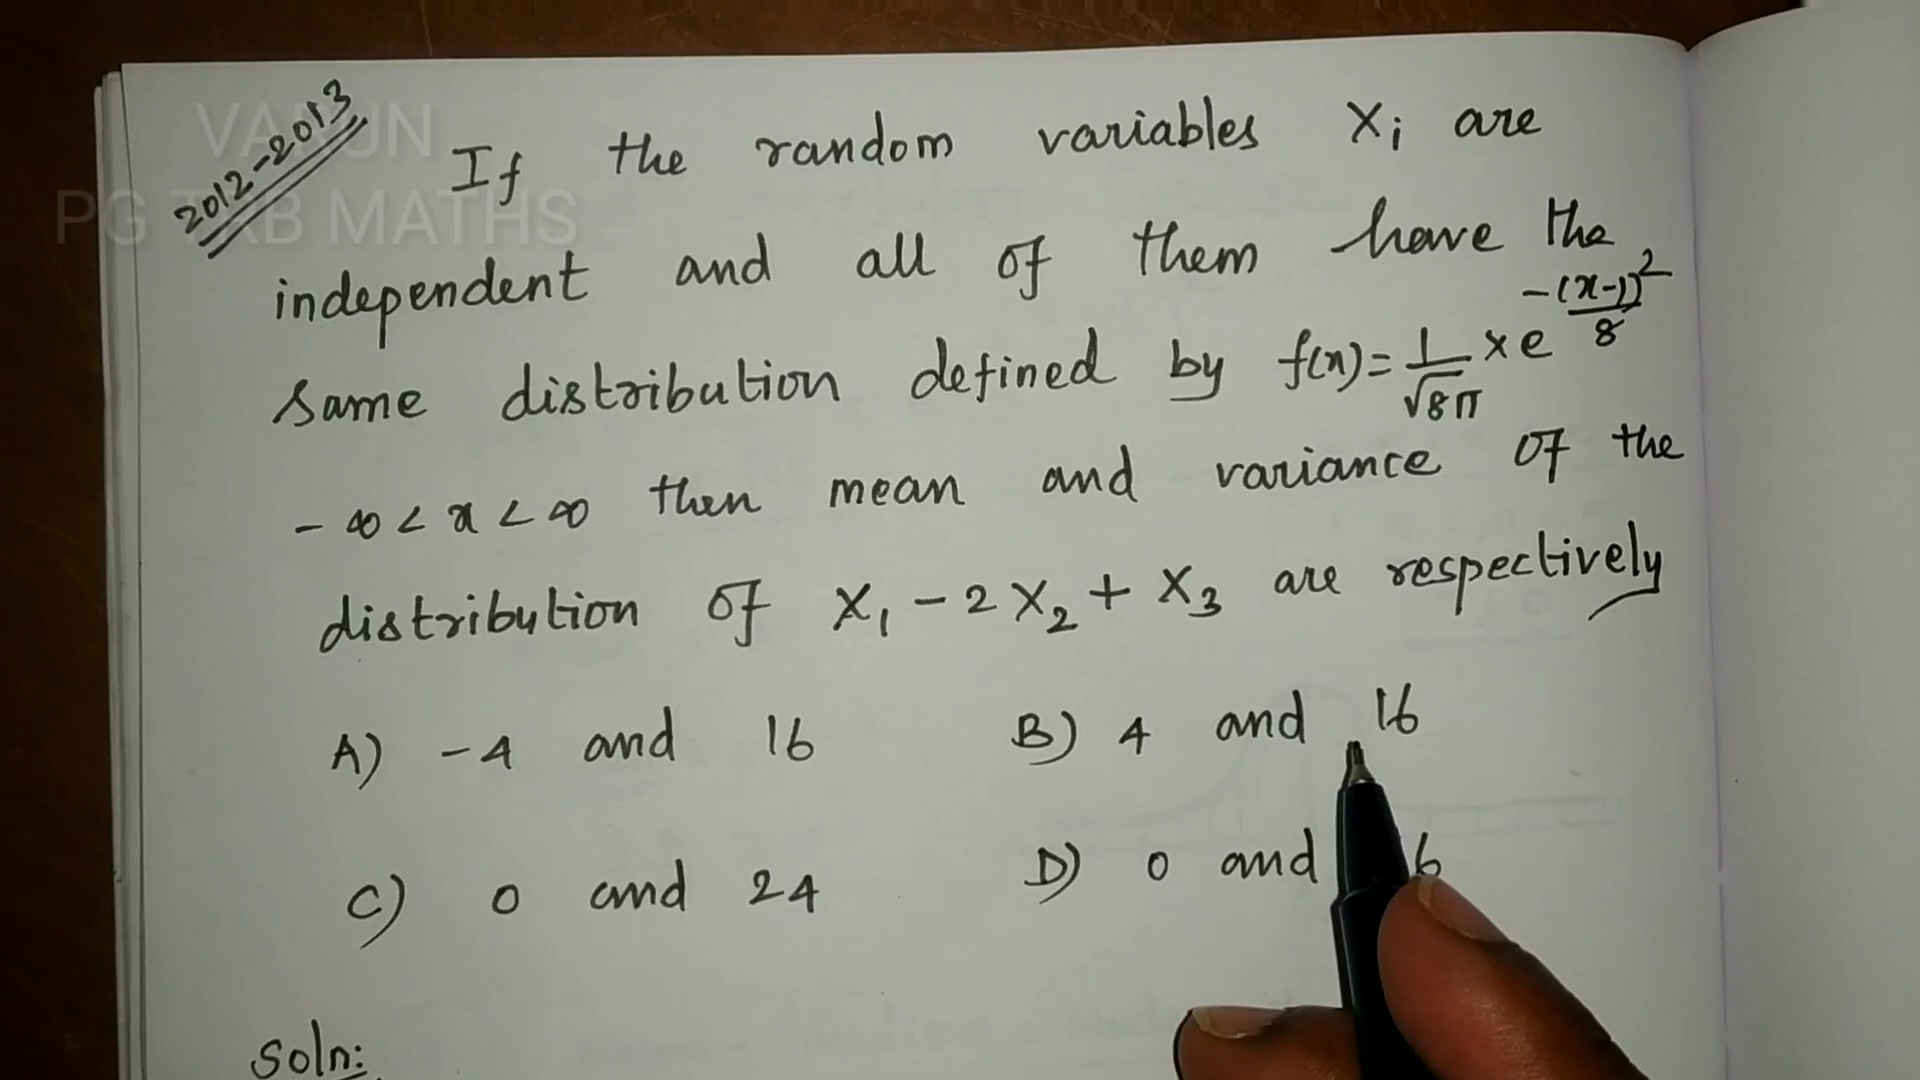 VARUN
PG TRB MATHS
2012-2013
If the random variables Xi are
independent and all of them have the
same distribution defined by f(x)= 1/√8π × e^-(x-1)²/8
-∞ < x < ∞ then mean and variance of the
distribution of X₁ - 2X₂ + X₃ are respectively
A) -4 and 16 B) 4 and 16
C) 0 and 24 D) 0 and
Soln: